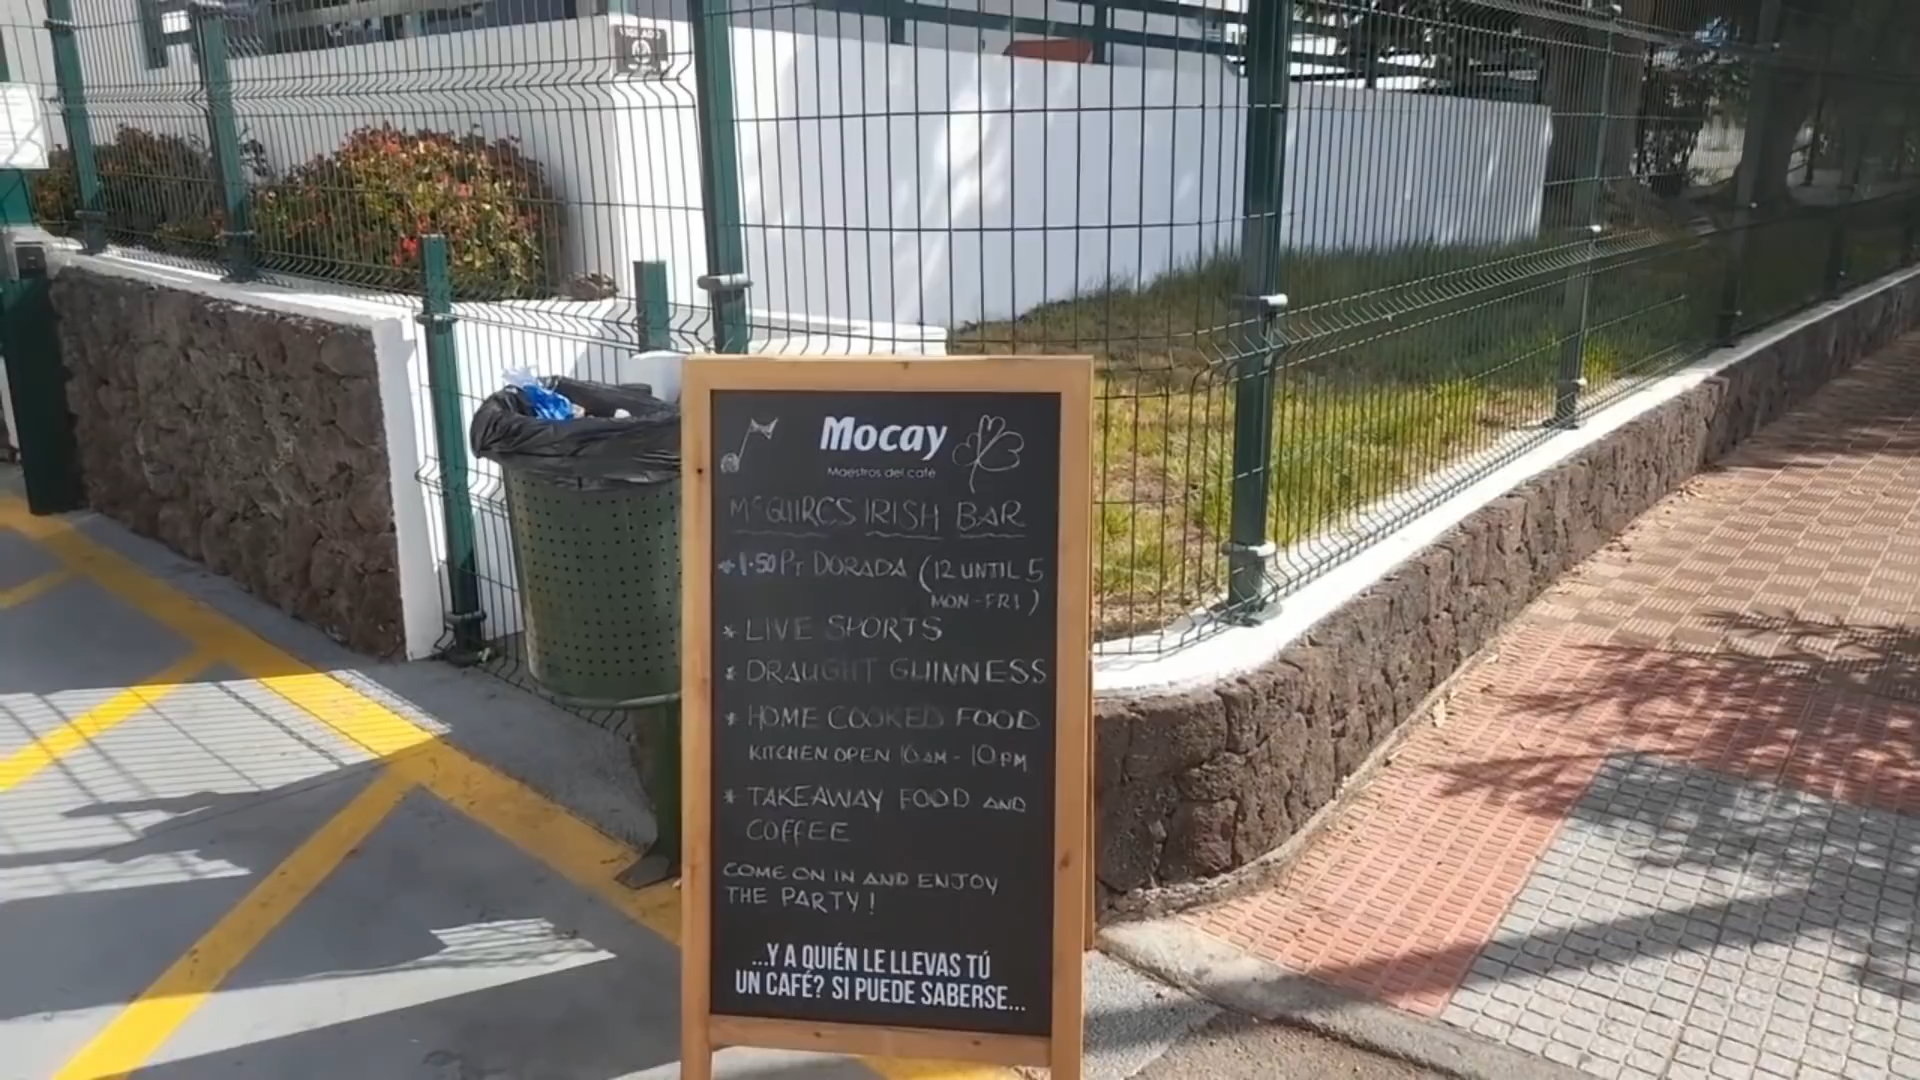 Mocay
Maestros del café
McGUIRCS IRISH BAR
* 1.50 PT DORADA (12 UNTIL 5
MON-FRI)
* LIVE SPORTS
* DRAUGHT GUINNESS
* HOME COOKED FOOD
KITCHEN OPEN 10AM - 10PM
* TAKEAWAY FOOD AND
COFFEE
COME ON IN AND ENJOY
THE PARTY!
...Y A QUIÉN LE LLEVAS TÚ
UN CAFÉ? SI PUEDE SABERSE...